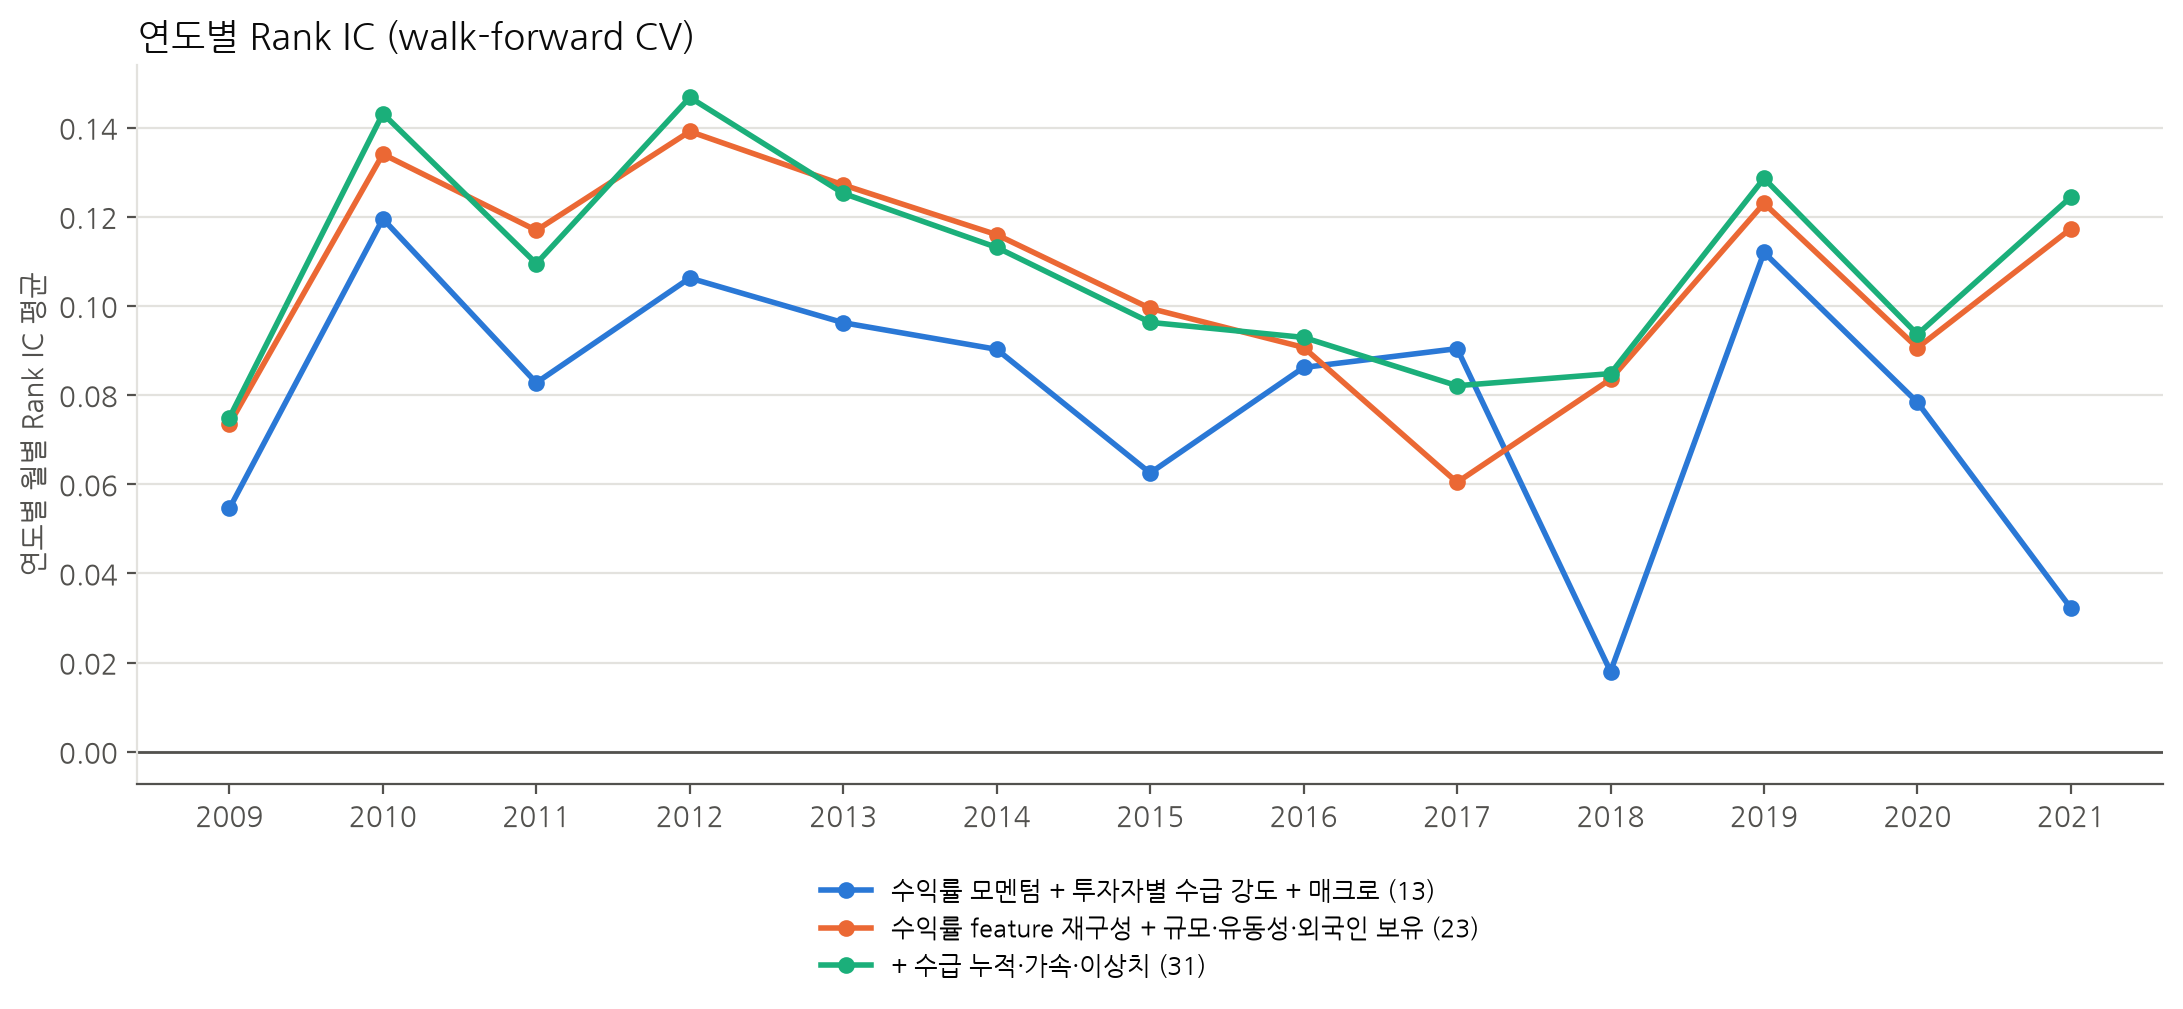 연도별 Rank IC (walk-forward CV)
연도별 월별 Rank IC 평균
0.14
0.12
0.10
0.08
0.06
0.04
0.02
0.00
2009 2010 2011 2012 2013 2014 2015 2016 2017 2018 2019 2020 2021
수익률 모멘텀 + 투자자별 수급 강도 + 매크로 (13)
수익률 feature 재구성 + 규모·유동성·외국인 보유 (23)
+ 수급 누적·가속·이상치 (31)